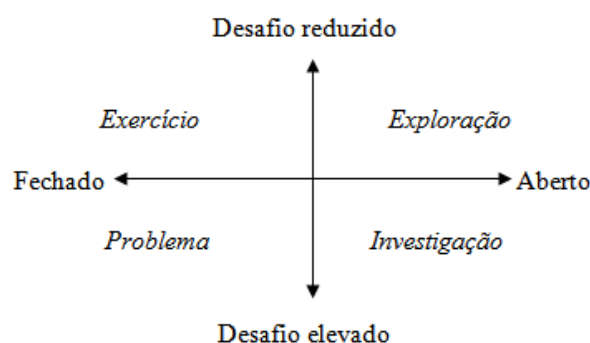 Desafio reduzido
Exercício
Exploração
Fechado
Aberto
Problema
Investigação
Desafio elevado